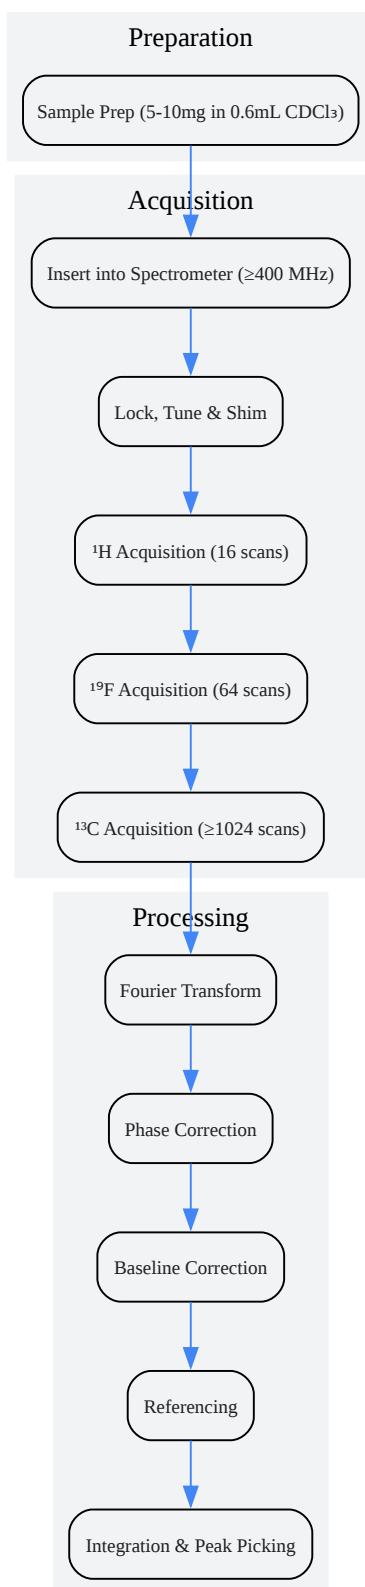 Preparation
Sample Prep (5-10mg in 0.6mL CDCl₃)
Acquisition
Insert into Spectrometer (≥400 MHz)
Lock, Tune & Shim
¹H Acquisition (16 scans)
¹⁹F Acquisition (64 scans)
¹³C Acquisition (≥1024 scans)
Processing
Fourier Transform
Phase Correction
Baseline Correction
Referencing
Integration & Peak Picking